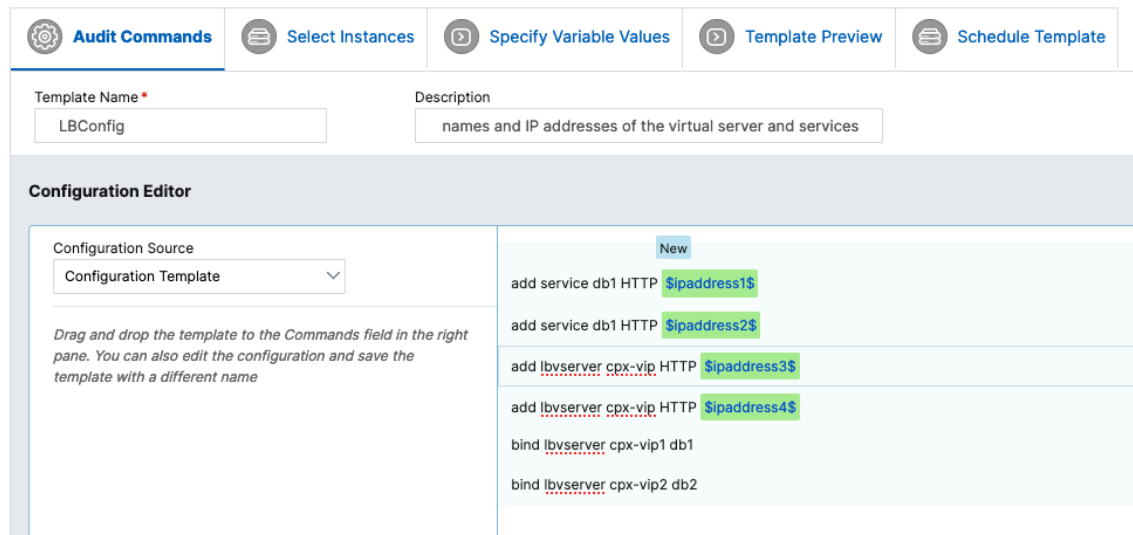 Audit Commands
Select Instances
Specify Variable Values
Template Preview
Schedule Template
Template Name*
Description
LBConfig
names and IP addresses of the virtual server and services
Configuration Editor
Configuration Source
Configuration Template
Drag and drop the template to the Commands field in the right
pane. You can also edit the configuration and save the
template with a different name
New
add service db1 HTTP $ipaddress1$
add service db1 HTTP $ipaddress2$
add lbvserver cpx-vip HTTP $ipaddress3$
add lbvserver cpx-vip HTTP $ipaddress4$
bind lbvserver cpx-vip1 db1
bind lbvserver cpx-vip2 db2